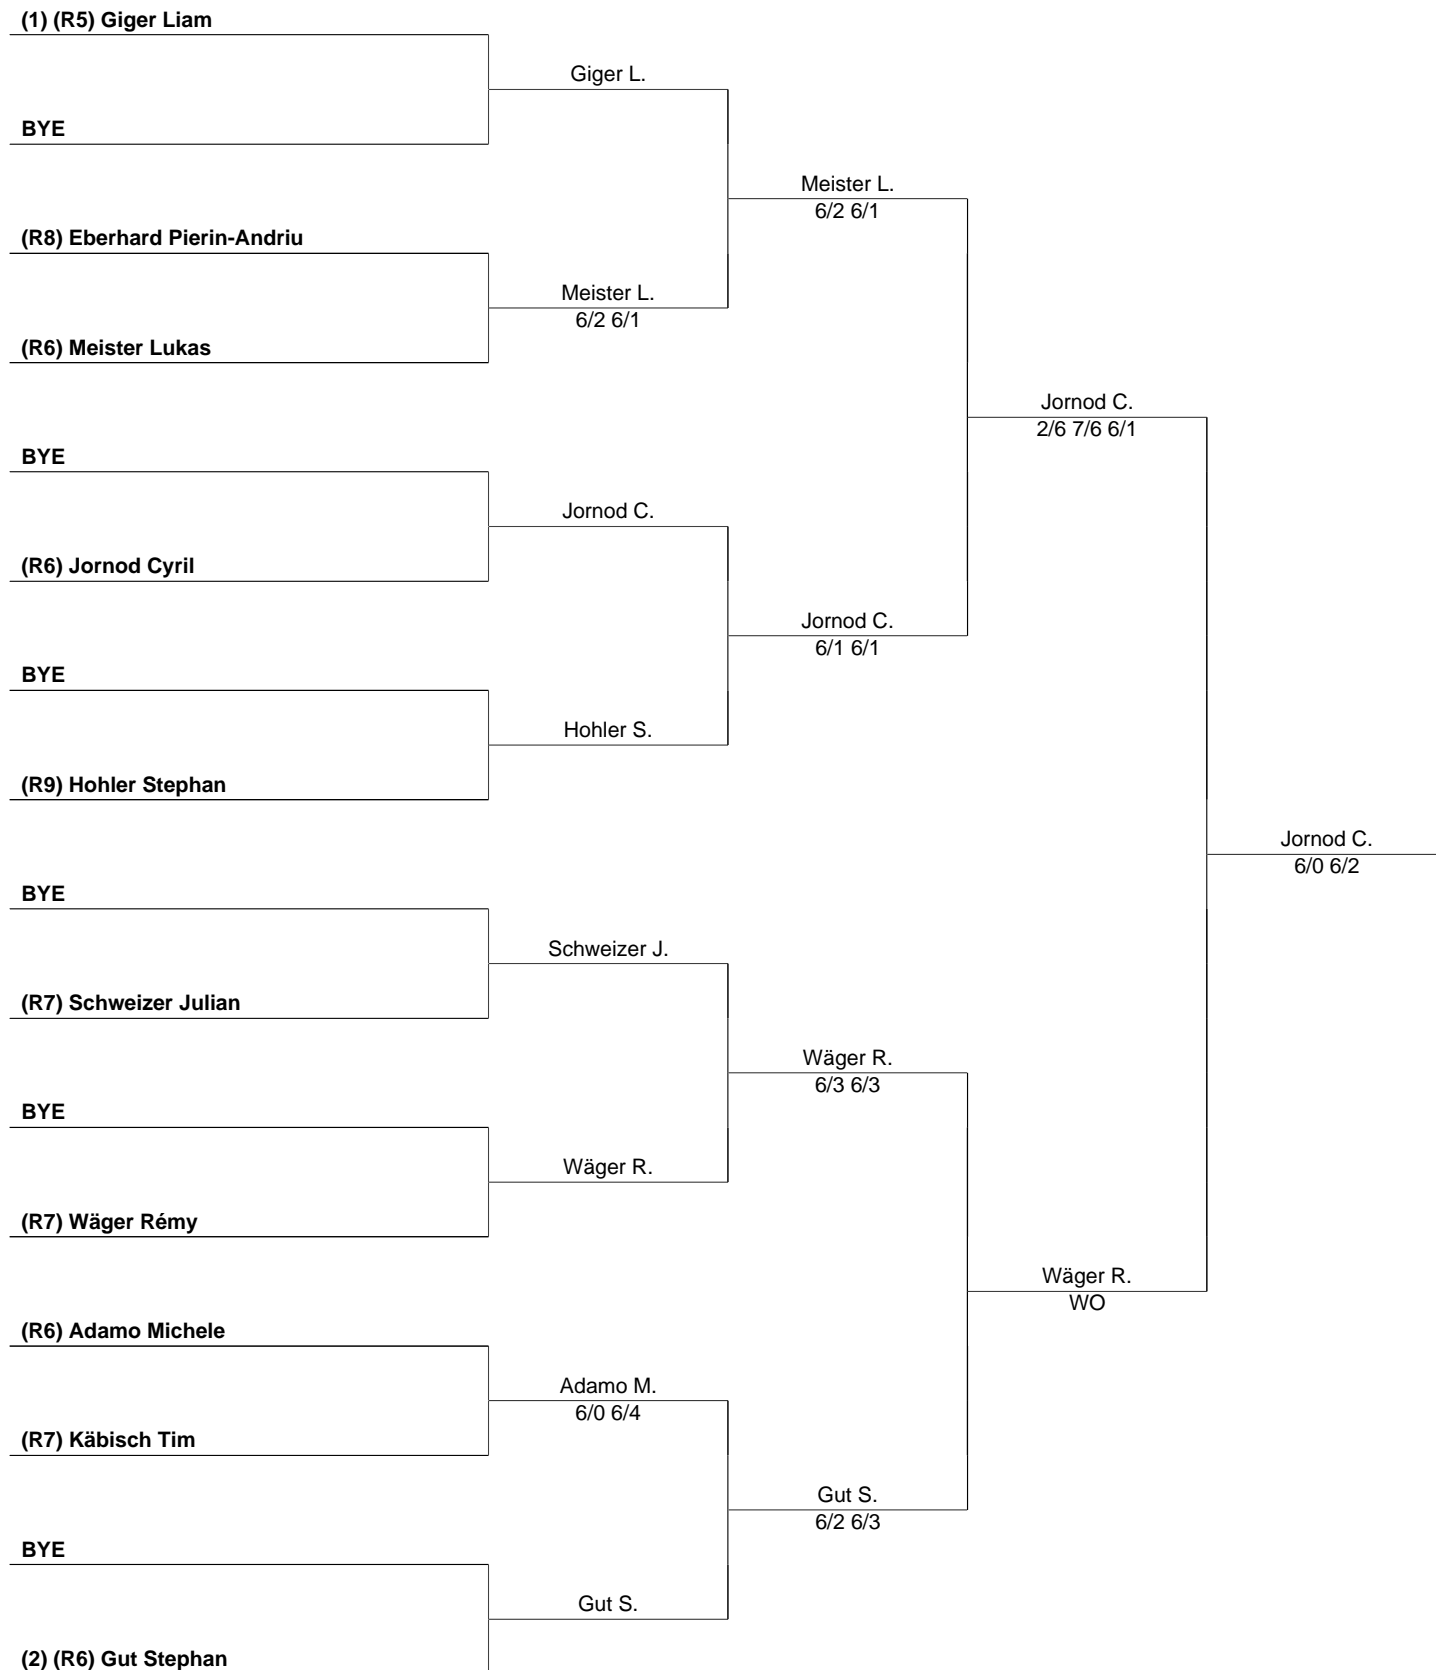 (1) (R5) Giger Liam
Giger L.
BYE
Meister L.
6/2 6/1
(R8) Eberhard Pierin-Andriu
Meister L.
6/2 6/1
(R6) Meister Lukas
Jornod C.
2/6 7/6 6/1
BYE
Jornod C.
(R6) Jornod Cyril
Jornod C.
6/1 6/1
BYE
Hohler S.
(R9) Hohler Stephan
Jornod C.
6/0 6/2
BYE
Schweizer J.
(R7) Schweizer Julian
Wäger R.
6/3 6/3
BYE
Wäger R.
(R7) Wäger Rémy
Wäger R.
WO
(R6) Adamo Michele
Adamo M.
6/0 6/4
(R7) Käbisch Tim
Gut S.
6/2 6/3
BYE
Gut S.
(2) (R6) Gut Stephan